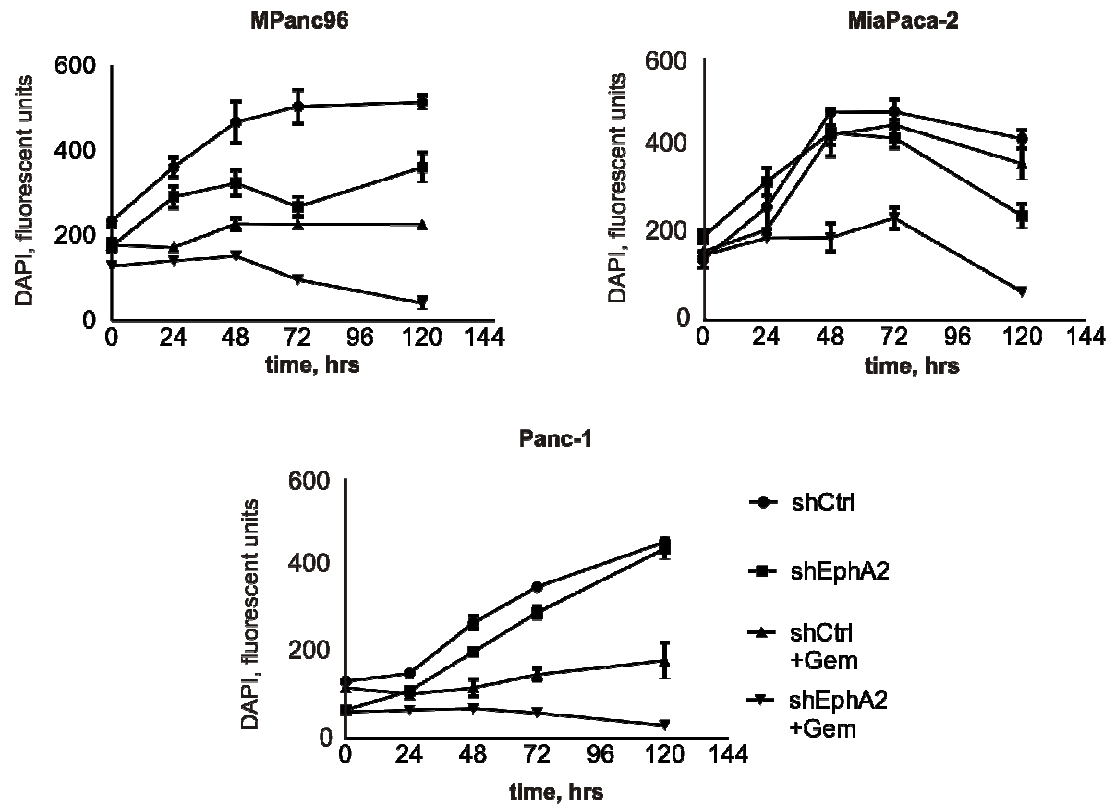 MPanc96
DAPI, fluorescent units
600
400
200
0
0 24 48 72 96 120 144
time, hrs
MiaPaca-2
DAPI, fluorescent units
600
400
200
0
0 24 48 72 96 120 144
time, hrs
Panc-1
DAPI, fluorescent units
600
400
200
0
0 24 48 72 96 120 144
time, hrs
shCtrl
shEphA2
shCtrl
+Gem
shEphA2
+Gem